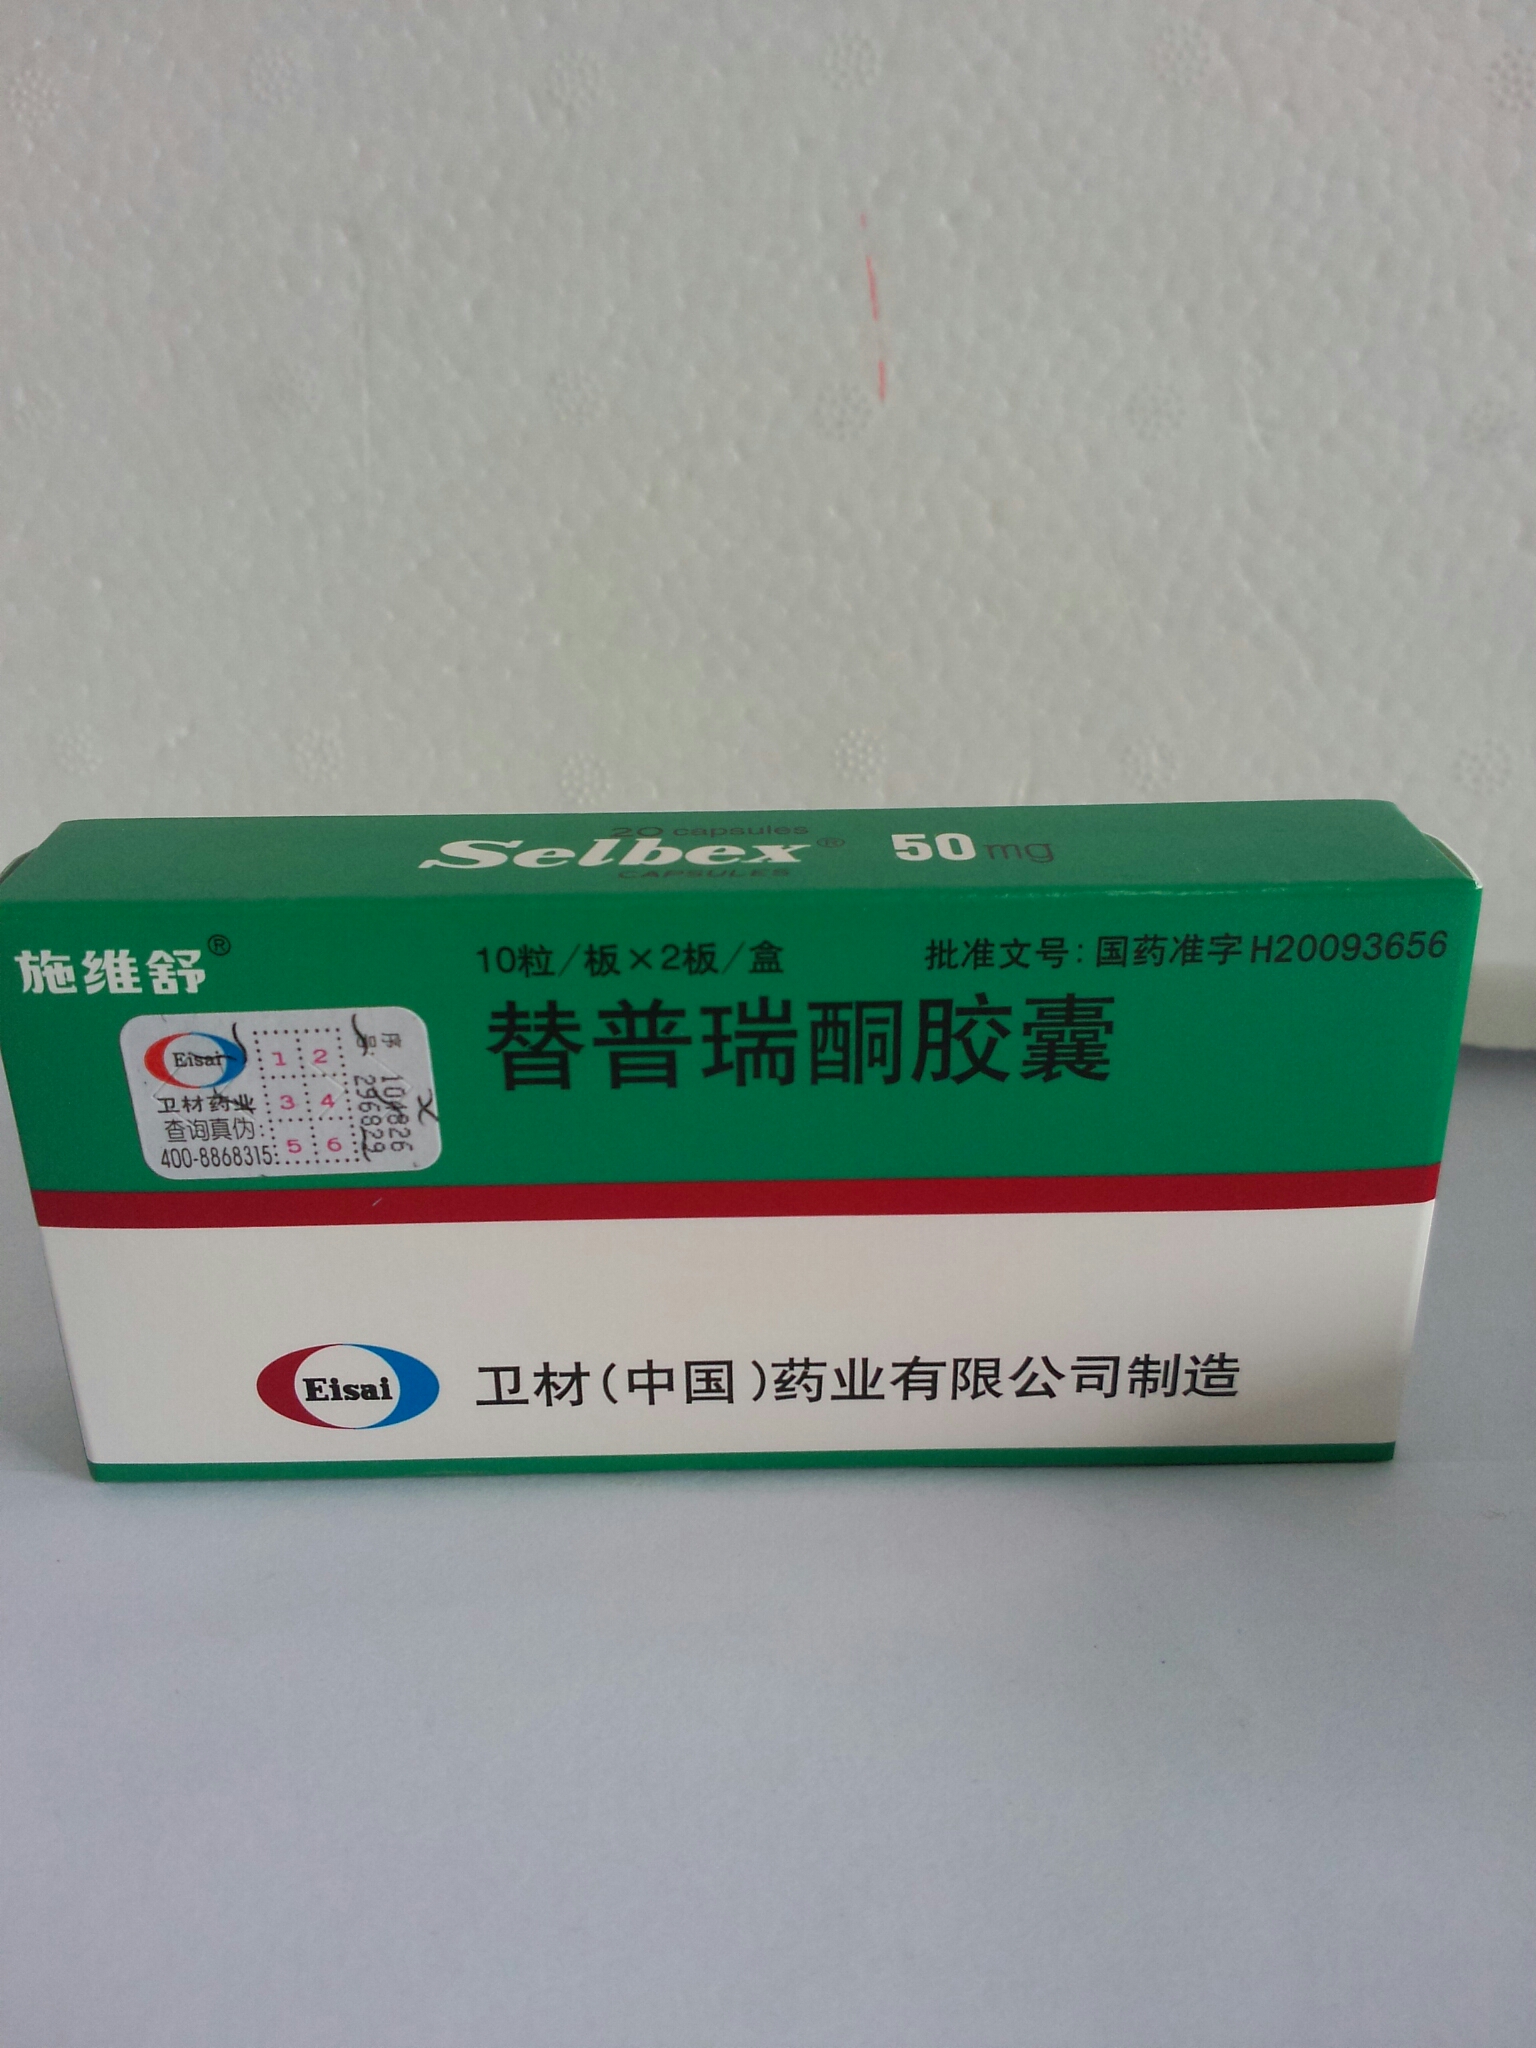 20 capsules
Selbex® 50mg
CAPSULES
施维舒®
10粒/板×2板/盒
批准文号:国药准字H20093656
替普瑞酮胶囊
Eisai
卫材药业
查询真伪:
400-8868315
1 2
3 4
5 6
序号:
296829
Eisai
卫材(中国)药业有限公司制造